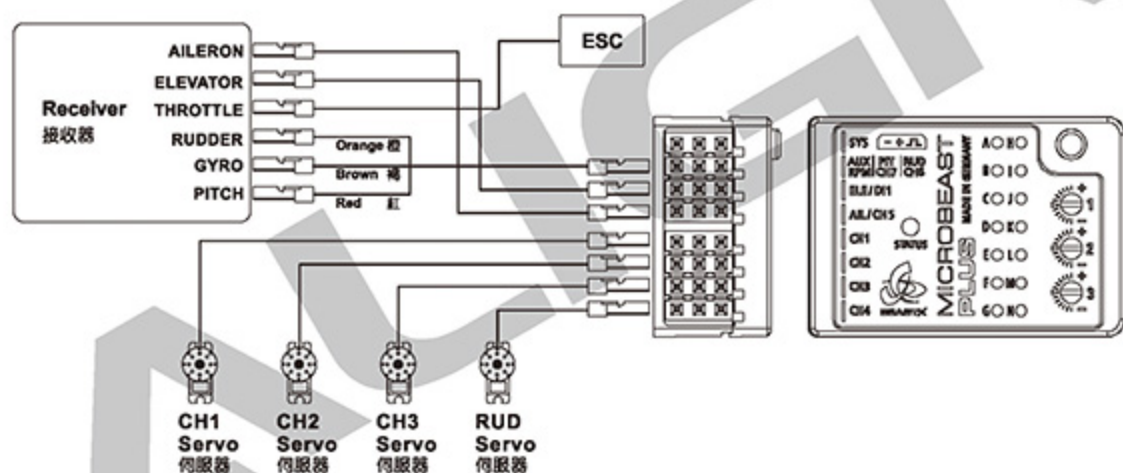 Receiver
接收器
AILERON
ELEVATOR
THROTTLE
RUDDER
GYRO
PITCH
Orange 橙
Brown 褐
Red 紅
ESC
SYS
AUX PIT RUD
RPM CH7 CH6
ELE/DI1
AIL/CH5
CH1
CH2
CH3
CH4
STATUS
BEASTX
MICROBEAST
PLUS
MADE IN GERMANY
A H
B I
C J
D K
E L
F M
G N
1
2
3
CH1
Servo
伺服器
CH2
Servo
伺服器
CH3
Servo
伺服器
RUD
Servo
伺服器